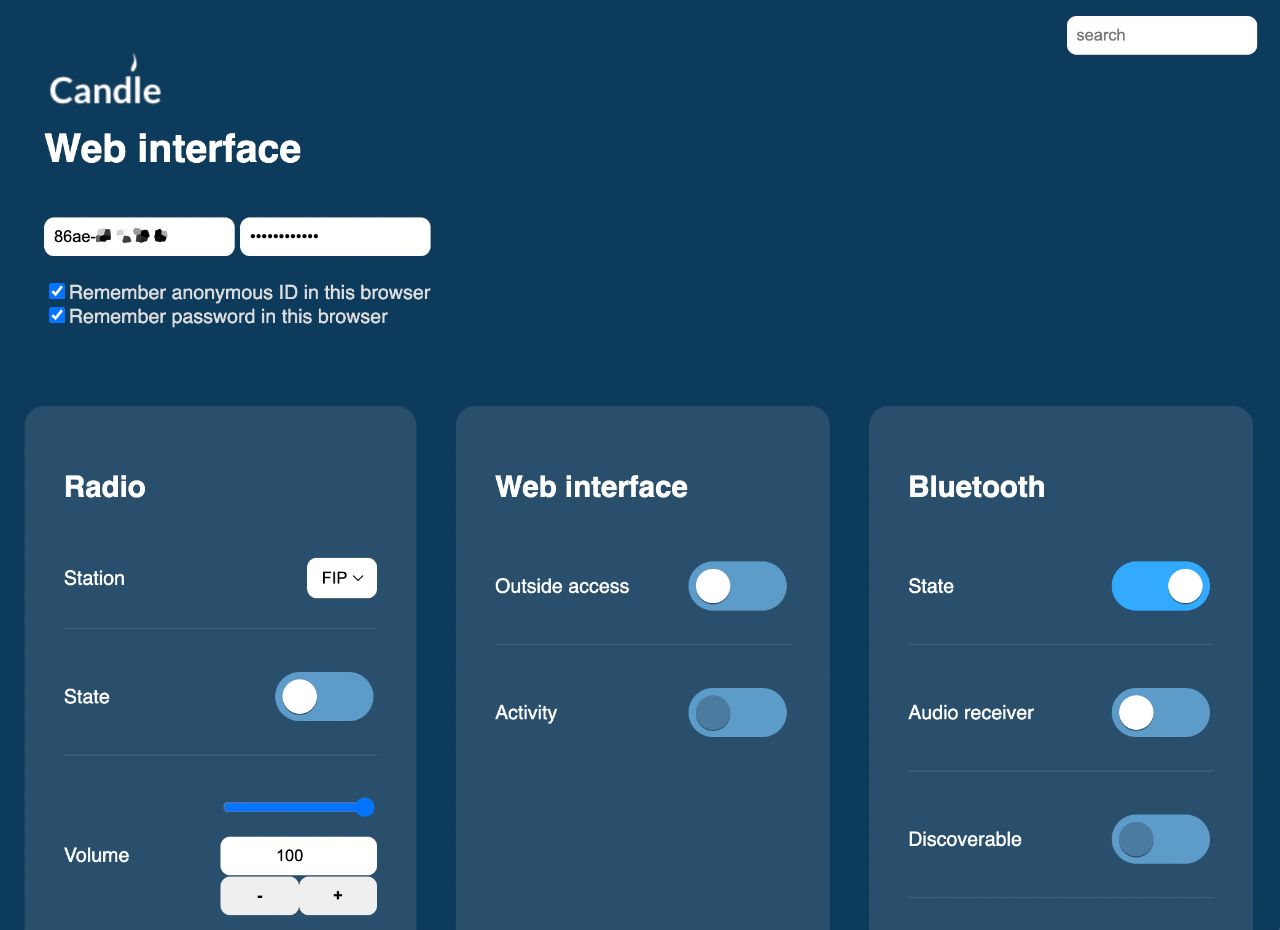 search
Candle
Web interface
86ae-
Remember anonymous ID in this browser
Remember password in this browser
Radio
Station
FIP
State
Volume
100
-
+
Web interface
Outside access
Activity
Bluetooth
State
Audio receiver
Discoverable